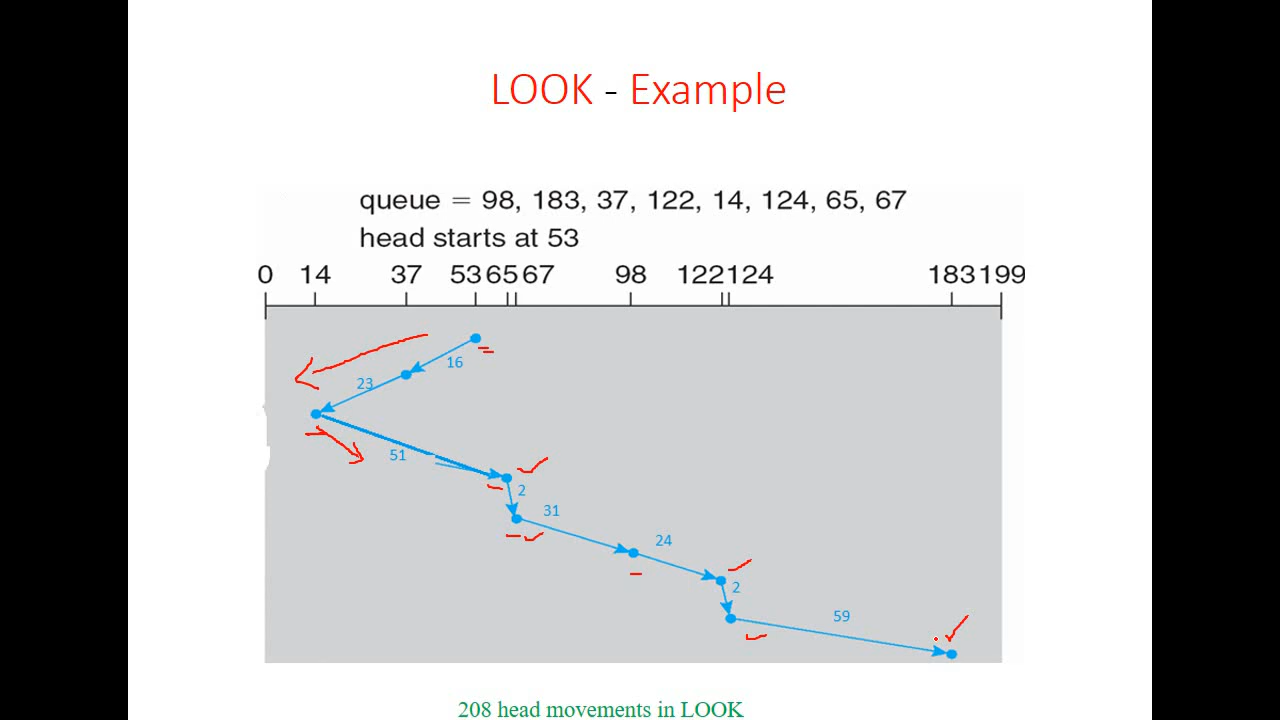 LOOK - Example
queue = 98, 183, 37, 122, 14, 124, 65, 67
head starts at 53
0 14 37 53 65 67 98 122 124 183 199
16
23
51
2
31
24
2
59
208 head movements in LOOK